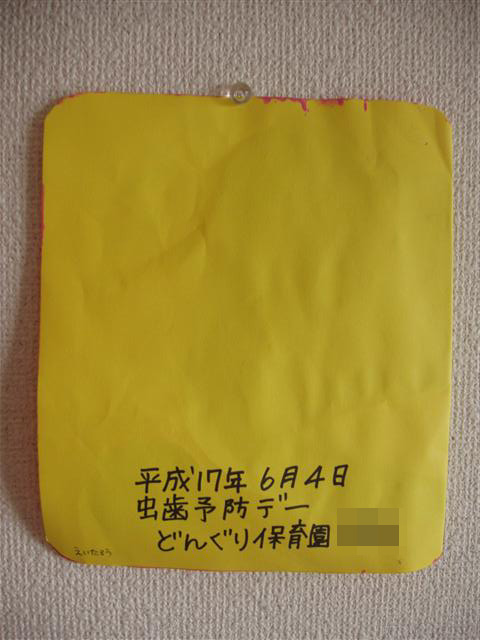 平成17年 6月4日
虫歯予防デー
どんぐり保育園
えいたろう